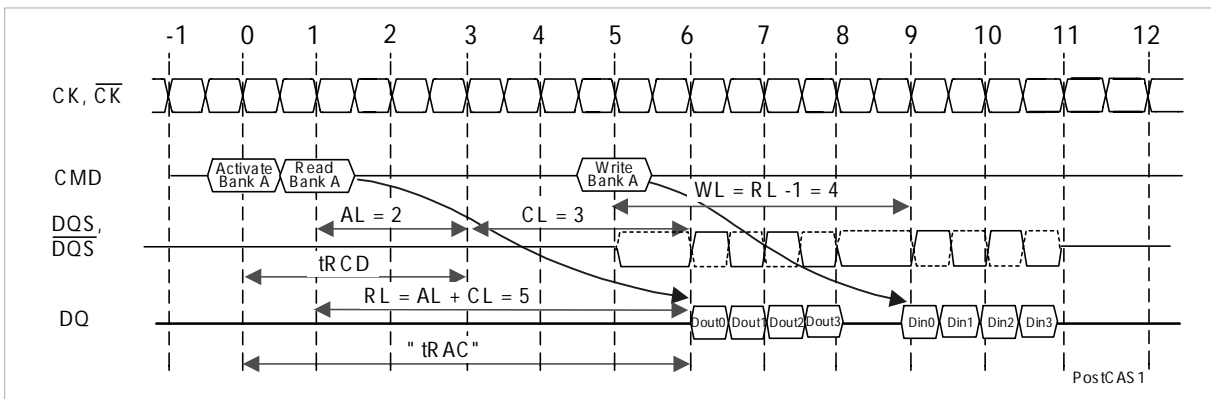 -1 0 1 2 3 4 5 6 7 8 9 10 11 12
CK, CK
CMD
Activate Bank A
Read Bank A
Write Bank A
WL = RL -1 = 4
AL = 2
CL = 3
DQS,
DQS
tRCD
RL = AL + CL = 5
DQ
Dout0 Dout1 Dout2 Dout3
Din0 Din1 Din2 Din3
" tRAC"
PostCAS1